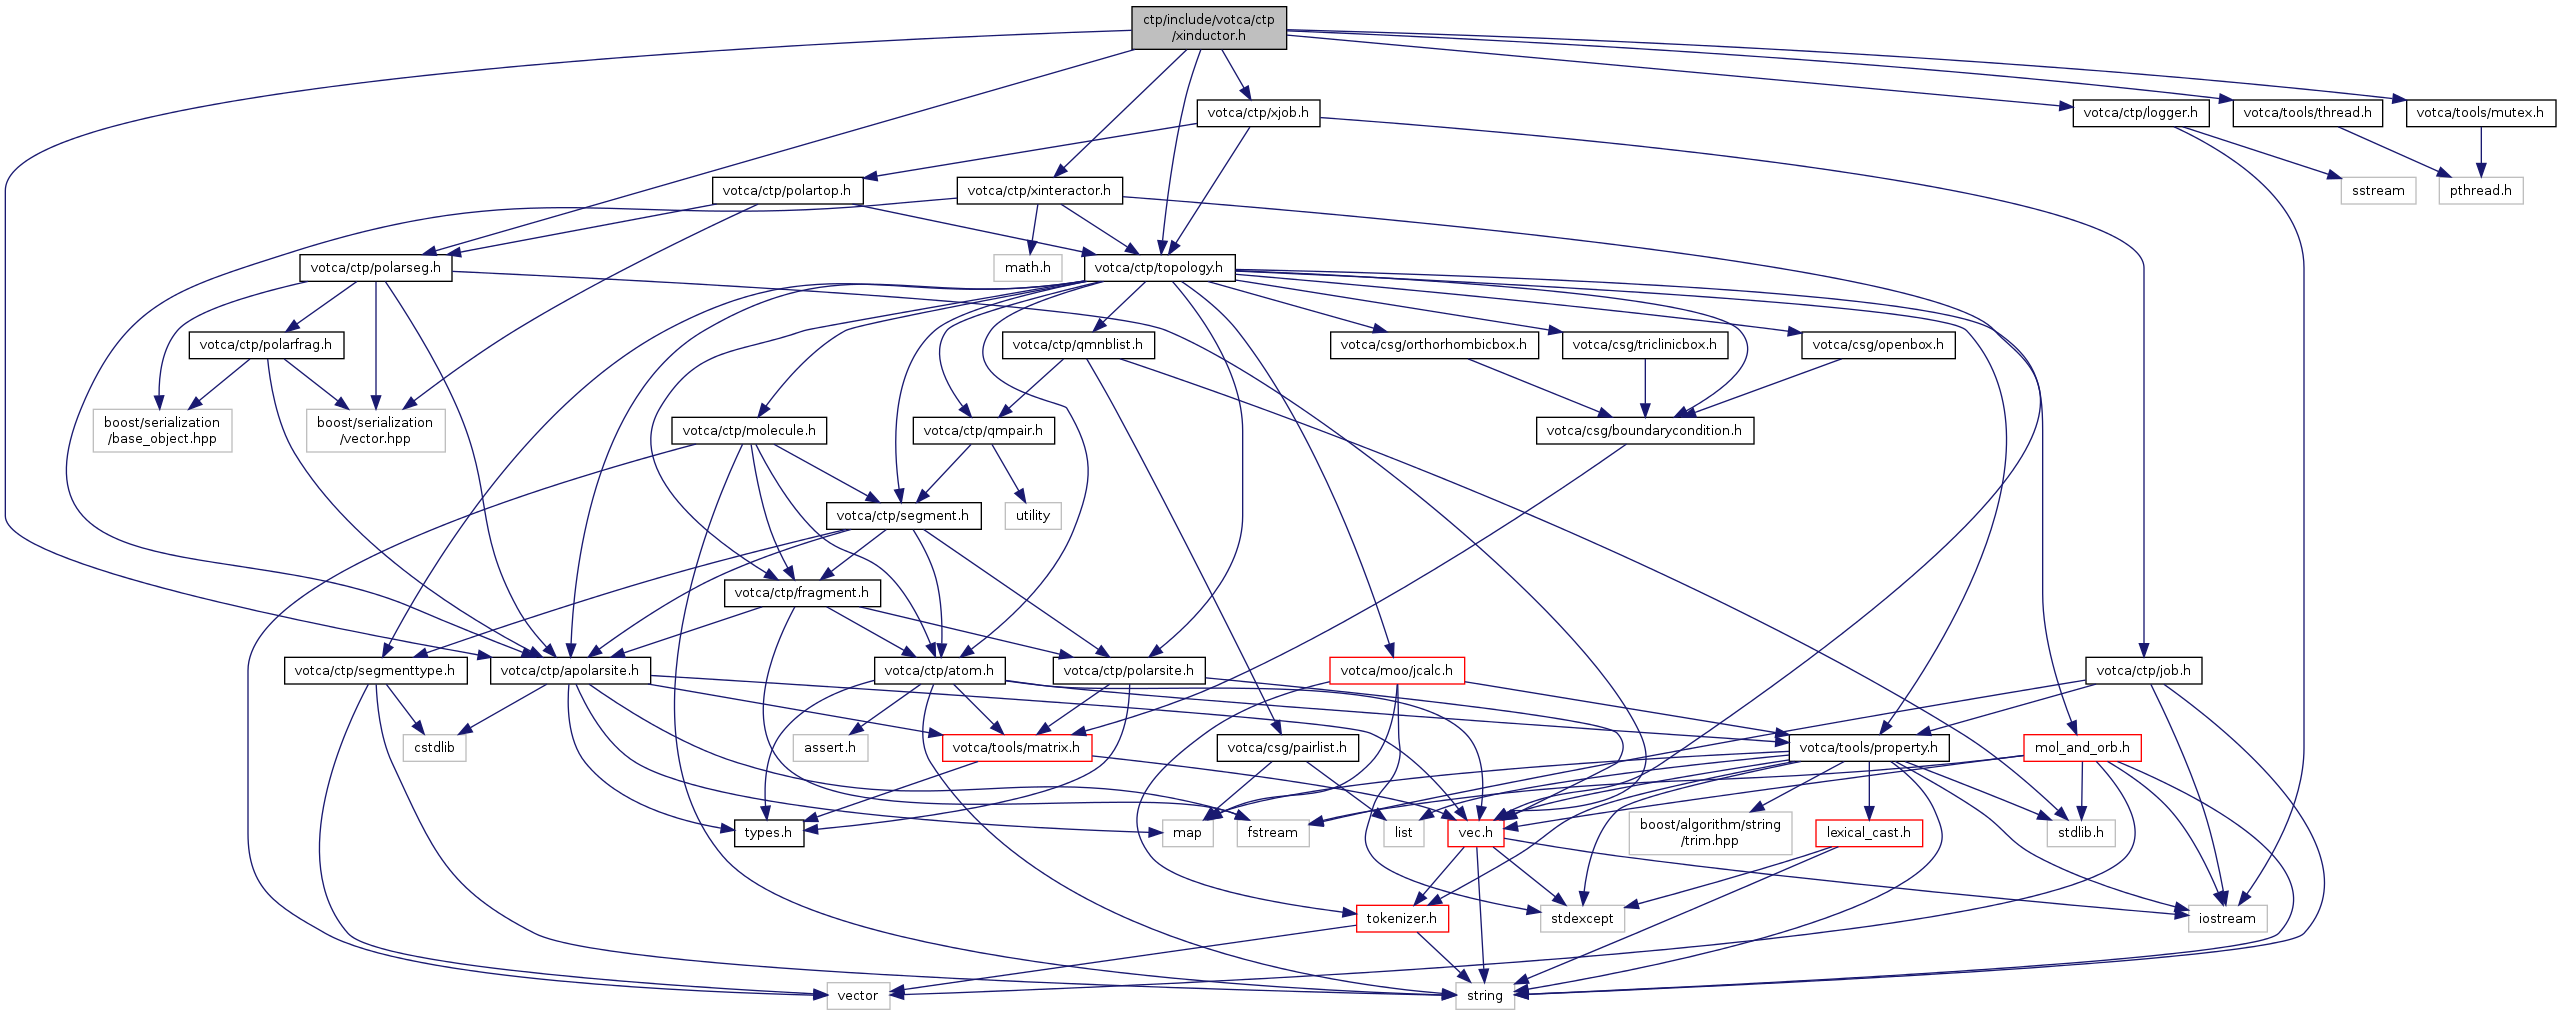 ctp/include/votca/ctp
/xinductor.h
votca/ctp/xjob.h
votca/ctp/logger.h
votca/tools/thread.h
votca/tools/mutex.h
votca/ctp/polartop.h
votca/ctp/xinteractor.h
sstream
pthread.h
votca/ctp/polarseg.h
math.h
votca/ctp/topology.h
votca/ctp/polarfrag.h
votca/ctp/qmnblist.h
votca/csg/orthorhombicbox.h
votca/csg/triclinicbox.h
votca/csg/openbox.h
boost/serialization
/base_object.hpp
boost/serialization
/vector.hpp
votca/ctp/molecule.h
votca/ctp/qmpair.h
votca/csg/boundarycondition.h
votca/ctp/segment.h
utility
votca/ctp/fragment.h
votca/ctp/segmenttype.h
votca/ctp/apolarsite.h
votca/ctp/atom.h
votca/ctp/polarsite.h
votca/moo/jcalc.h
votca/ctp/job.h
cstdlib
assert.h
votca/tools/matrix.h
votca/csg/pairlist.h
votca/tools/property.h
mol_and_orb.h
types.h
map
fstream
list
vec.h
boost/algorithm/string
/trim.hpp
lexical_cast.h
stdlib.h
tokenizer.h
stdexcept
iostream
vector
string